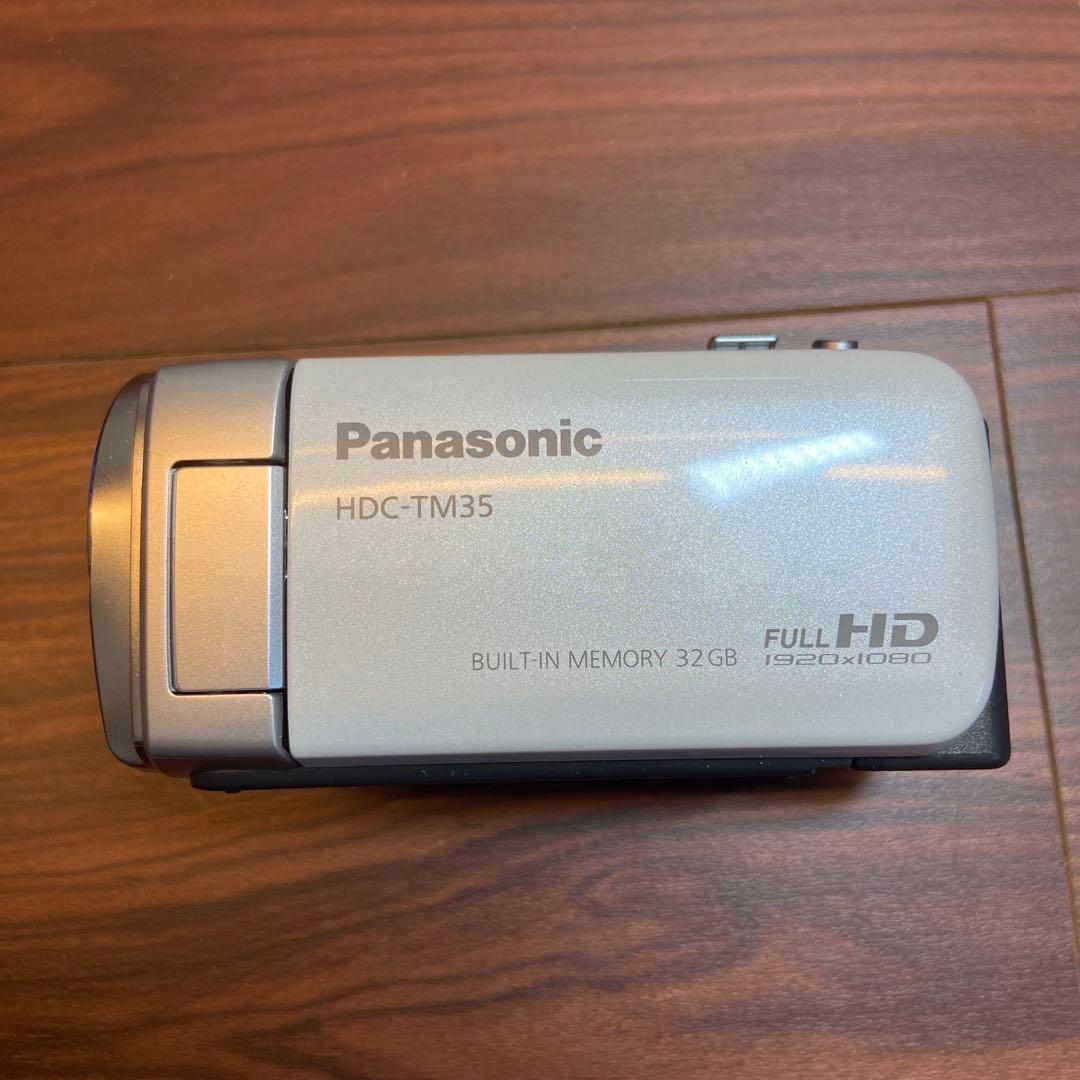 Panasonic
HDC-TM35
BUILT-IN MEMORY 32GB
FULL HD
1920x1080